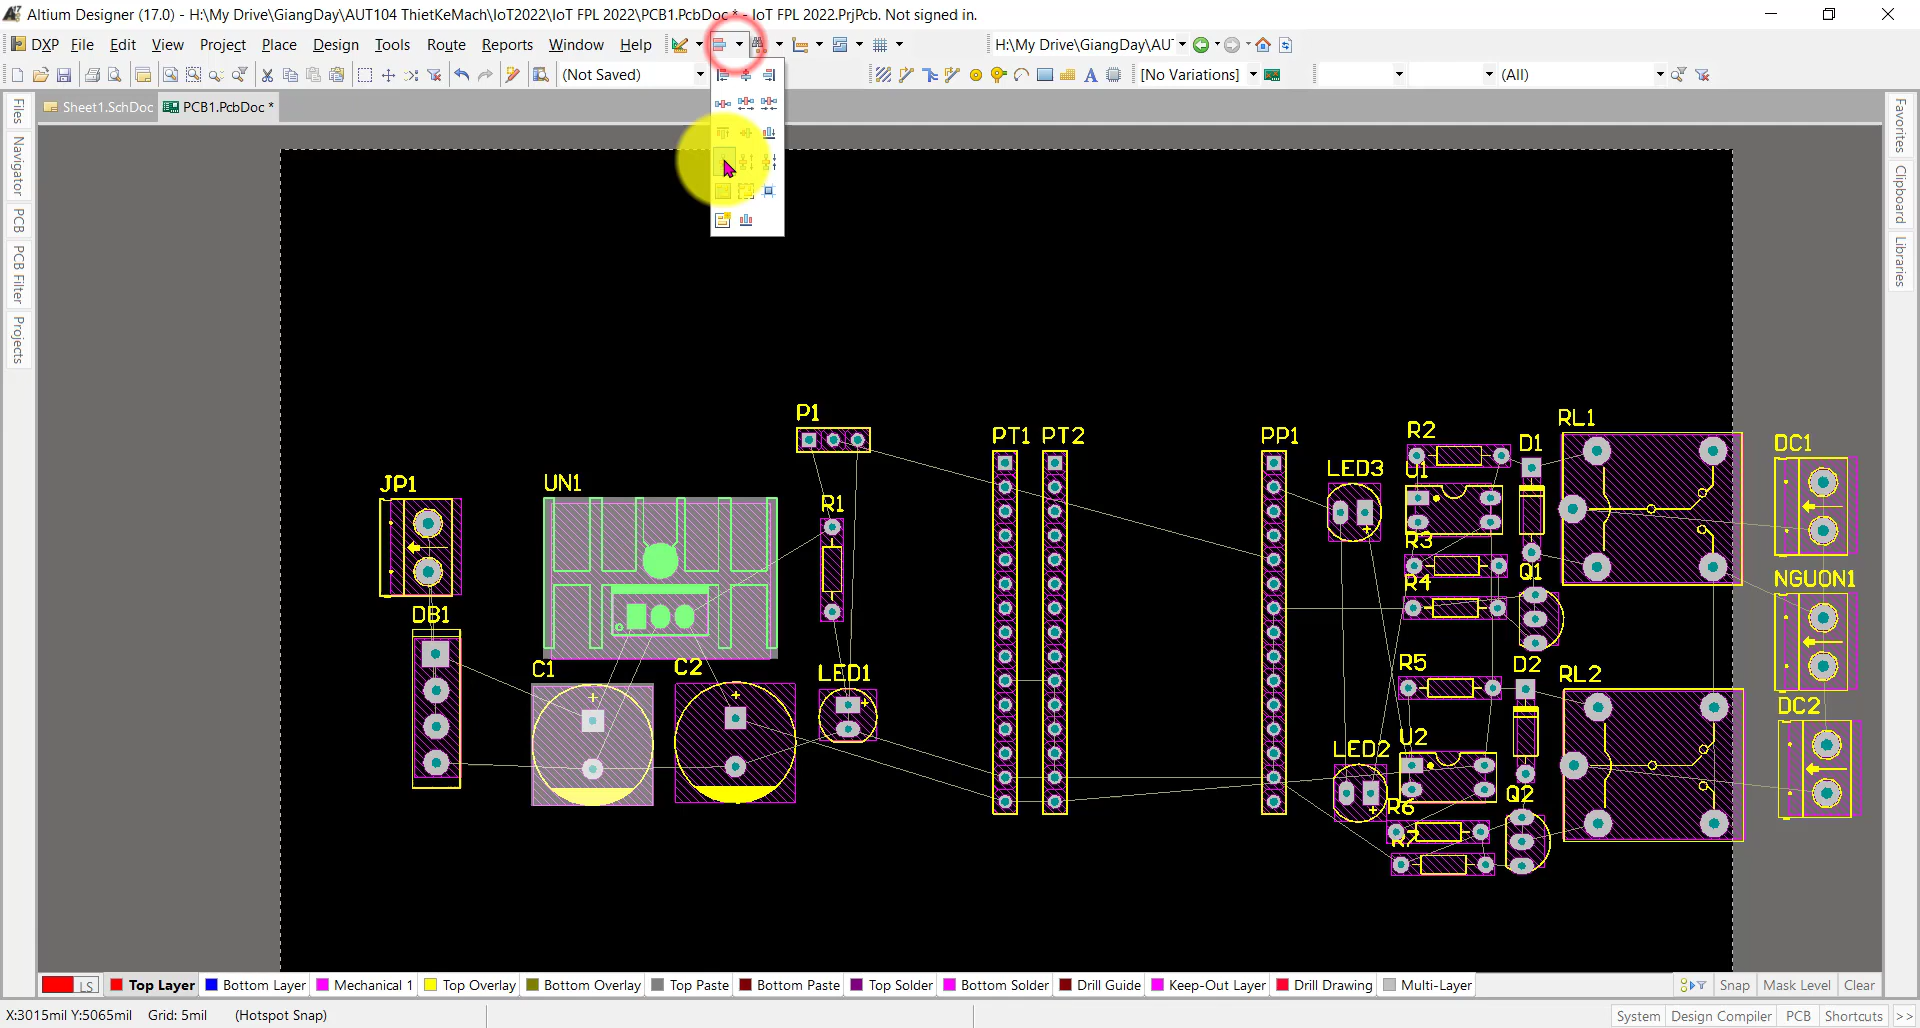 Altium Designer (17.0) - H:\My Drive\GiangDay\AUT104 ThietKeMach\IoT2022\IoT FPL 2022\PCB1.PcbDoc * - IoT FPL 2022.PrjPcb. Not signed in.
DXP File Edit View Project Place Design Tools Route Reports Window Help H:\My Drive\GiangDay\AUT
(Not Saved) [No Variations] (All)
Sheet1.SchDoc PCB1.PcbDoc *
Files
Navigator
PCB
PCB Filter
Projects
Favorites
Clipboard
Libraries
P1
RL1
R2
PT1 PT2 PP1
D1
DC1
LED3
U1
JP1
UN1
R1
R3
Q1
R4
NGUON1
DB1
C1
C2
LED1
R5
D2
RL2
DC2
U2
LED2
R6
Q2
R7
LS Top Layer Bottom Layer Mechanical 1 Top Overlay Bottom Overlay Top Paste Bottom Paste Top Solder Bottom Solder Drill Guide Keep-Out Layer Drill Drawing Multi-Layer Snap Mask Level Clear
X:3015mil Y:5065mil Grid: 5mil (Hotspot Snap) System Design Compiler PCB Shortcuts >>